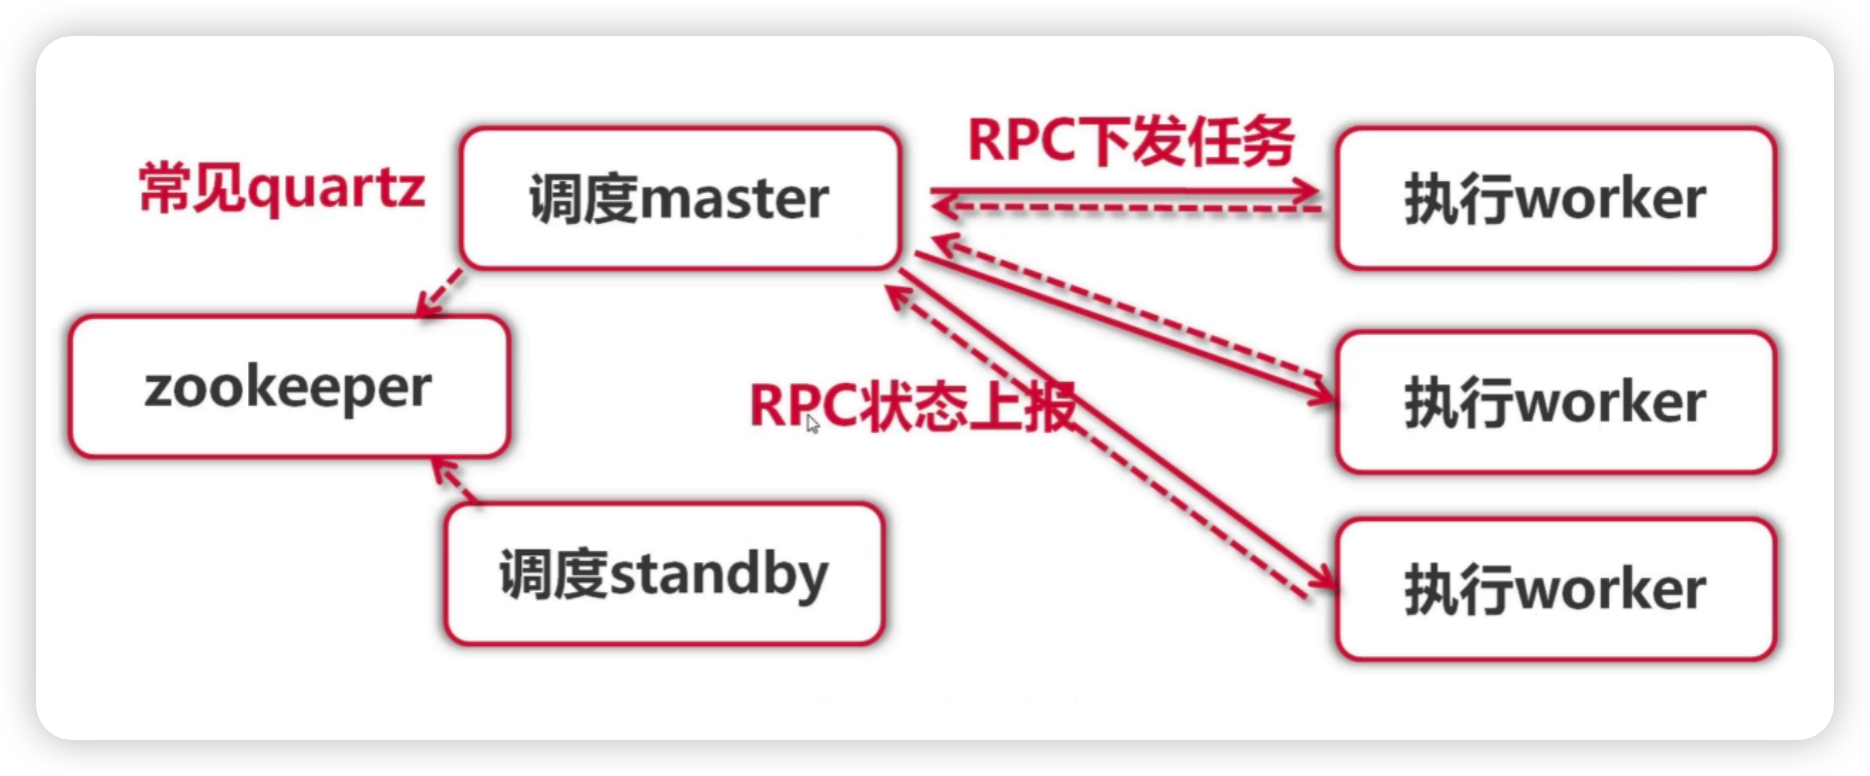 RPC下发任务
常见quartz
调度master
执行worker
zookeeper
RPC状态上报
执行worker
调度standby
执行worker